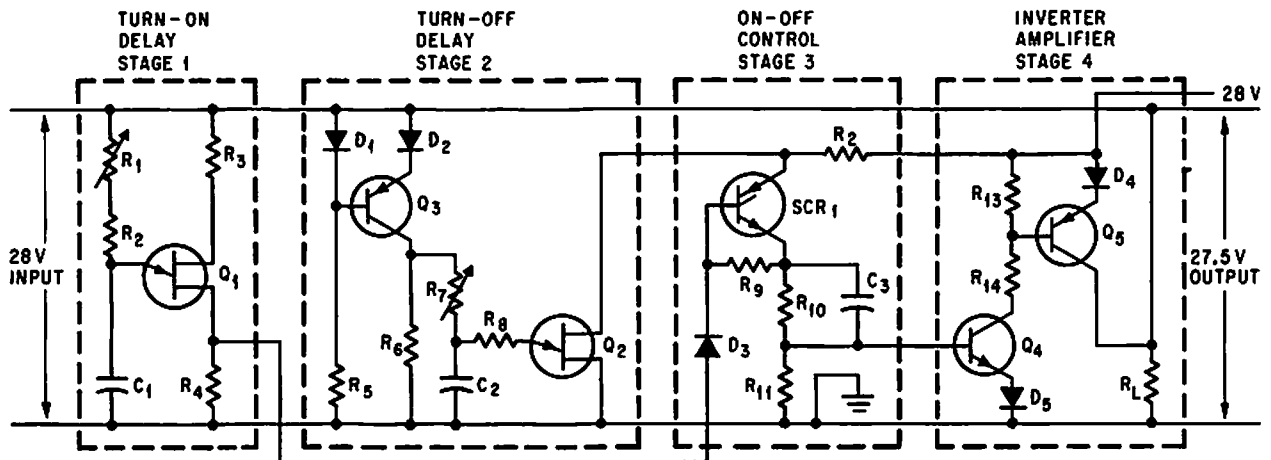 TURN-ON
DELAY
STAGE 1
TURN-OFF
DELAY
STAGE 2
ON-OFF
CONTROL
STAGE 3
INVERTER
AMPLIFIER
STAGE 4
28 V
R1
R3
D1
D2
R2
D4
R13
Q3
SCR1
Q5
R2
28 V
INPUT
Q1
R7
R9
C3
R14
27.5 V
OUTPUT
R10
R8
Q2
R6
D3
Q4
C1
R4
R5
C2
R11
D5
RL